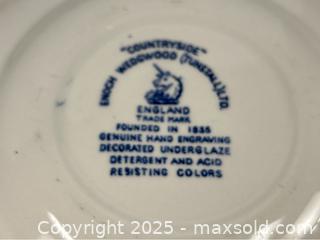 "COUNTRYSIDE"
ENOCH WEDGWOOD (TUNSTALL) LTD.
ENGLAND
TRADE MARK
FOUNDED IN 1835
GENUINE HAND ENGRAVING
DECORATED UNDERGLAZE
DETERGENT AND ACID
RESISTING COLORS
Copyright 2025 - maxsold.com